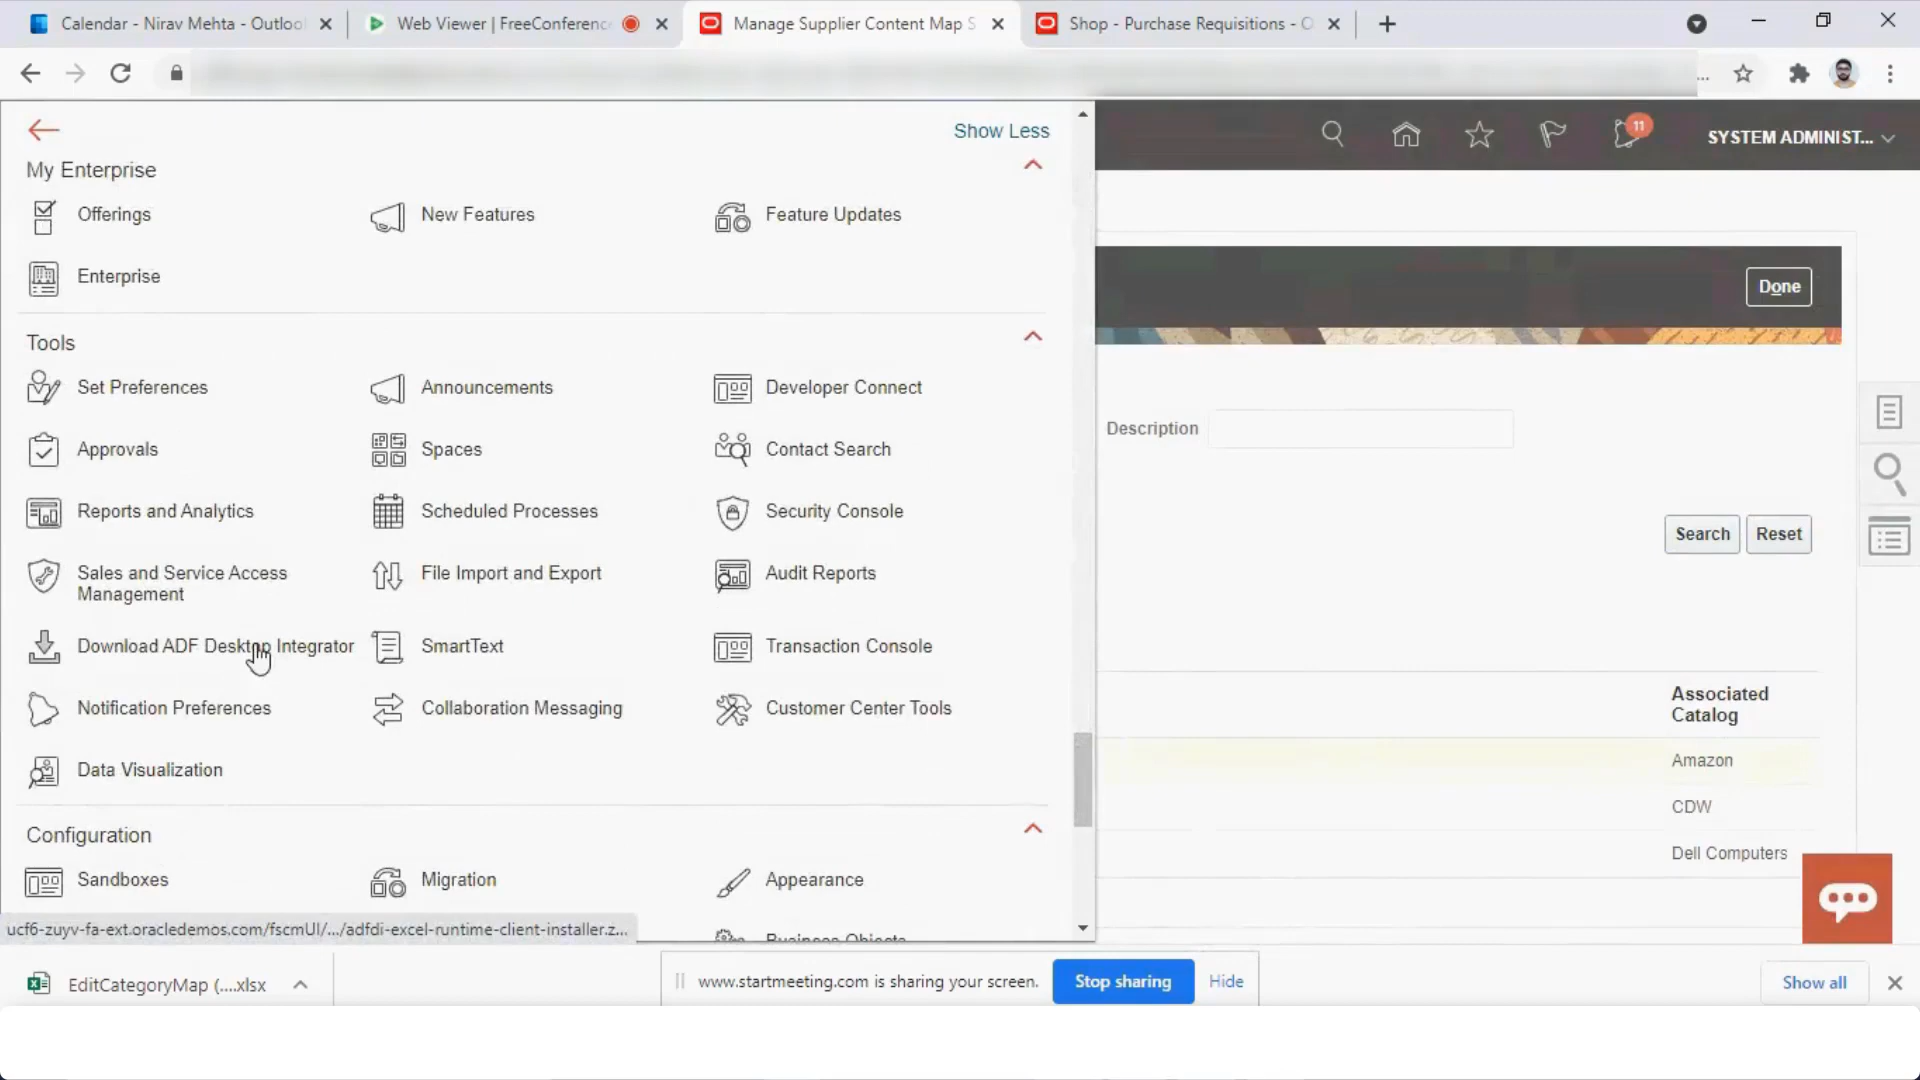 Calendar - Nirav Mehta - Outloo
Web Viewer | FreeConference
Manage Supplier Content Map S
Shop - Purchase Requisitions - O
...
Show Less
SYSTEM ADMINIST...
11
My Enterprise
Offerings
New Features
Feature Updates
Enterprise
Done
Tools
Set Preferences
Announcements
Developer Connect
Description
Approvals
Spaces
Contact Search
Reports and Analytics
Scheduled Processes
Security Console
Search
Reset
Sales and Service Access
Management
File Import and Export
Audit Reports
Download ADF Desktop Integrator
SmartText
Transaction Console
Notification Preferences
Collaboration Messaging
Customer Center Tools
Associated
Catalog
Data Visualization
Amazon
CDW
Dell Computers
Configuration
Sandboxes
Migration
Appearance
Business Objects
ucf6-zuyv-fa-ext.oracledemos.com/fscmUI/.../adfdi-excel-runtime-client-installer.z...
EditCategoryMap (....xlsx
www.startmeeting.com is sharing your screen.
Stop sharing
Hide
Show all